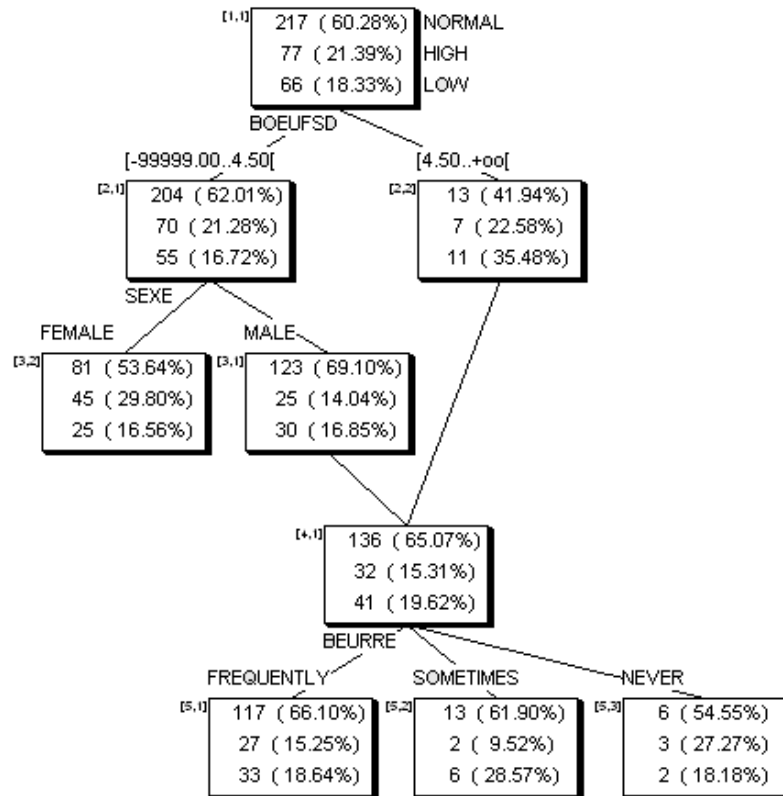 [1,1] 217 ( 60.28%) NORMAL
77 ( 21.39%) HIGH
66 ( 18.33%) LOW
BOEUFSD
[-99999.00..4.50[ [4.50..+oo[
[2,1] 204 ( 62.01%) [2,2] 13 ( 41.94%)
70 ( 21.28%) 7 ( 22.58%)
55 ( 16.72%) 11 ( 35.48%)
SEXE
FEMALE MALE
[3,2] 81 ( 53.64%) [3,1] 123 ( 69.10%)
45 ( 29.80%) 25 ( 14.04%)
25 ( 16.56%) 30 ( 16.85%)
[4,1] 136 ( 65.07%)
32 ( 15.31%)
41 ( 19.62%)
BEURRE
FREQUENTLY SOMETIMES NEVER
[5,1] 117 ( 66.10%) [5,2] 13 ( 61.90%) [5,3] 6 ( 54.55%)
27 ( 15.25%) 2 ( 9.52%) 3 ( 27.27%)
33 ( 18.64%) 6 ( 28.57%) 2 ( 18.18%)